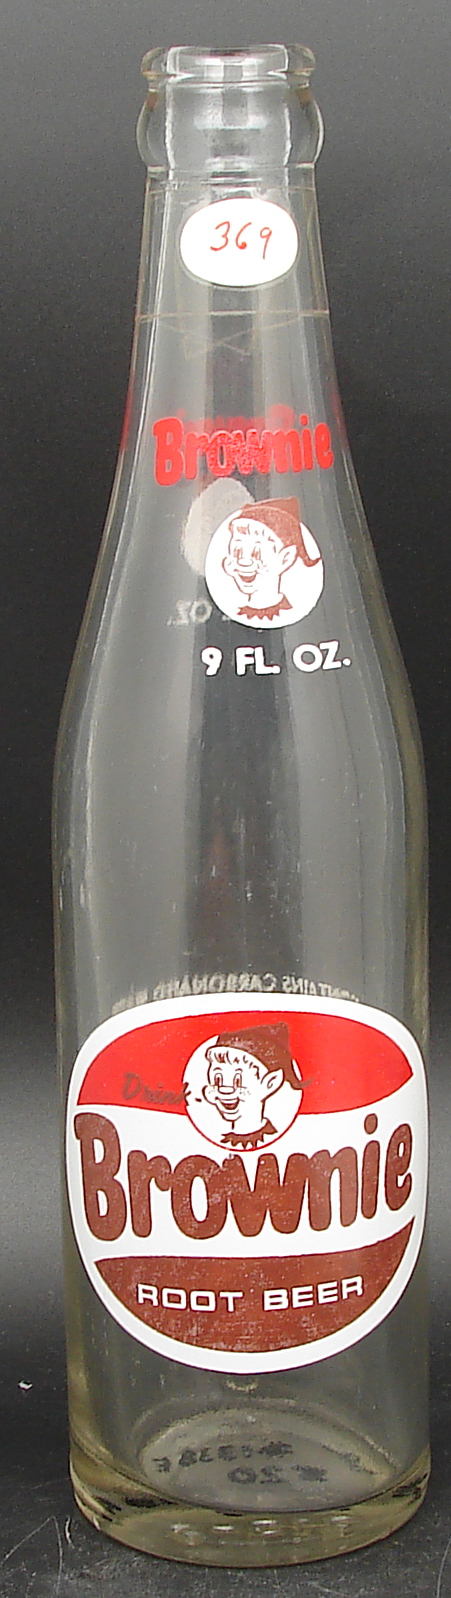 369
Brownie
9 FL. OZ.
Drink
Brownie
ROOT BEER